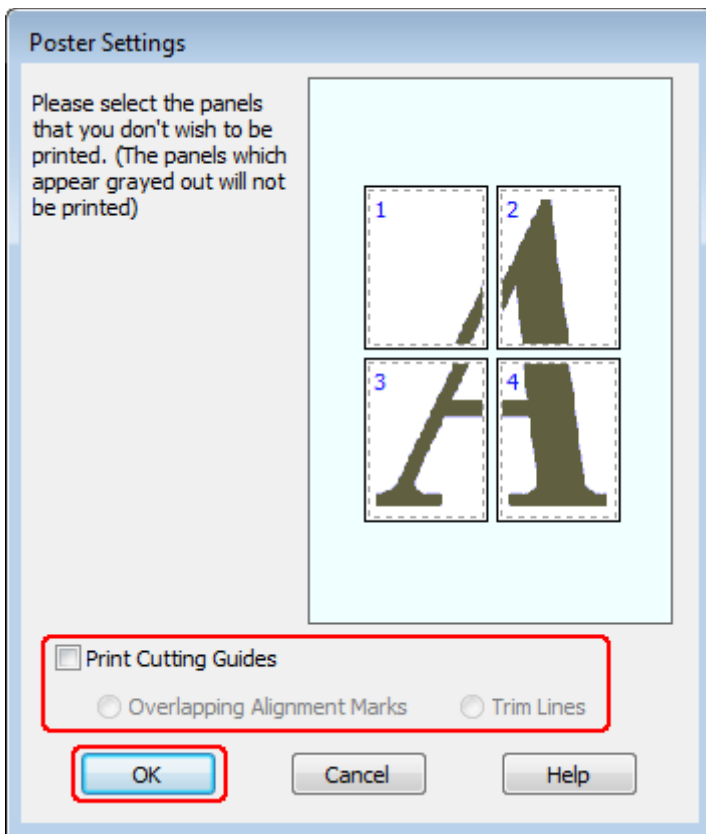 Poster Settings
Please select the panels
that you don't wish to be
printed. (The panels which
appear grayed out will not
be printed)
1
2
3
4
A
Print Cutting Guides
Overlapping Alignment Marks
Trim Lines
OK
Cancel
Help